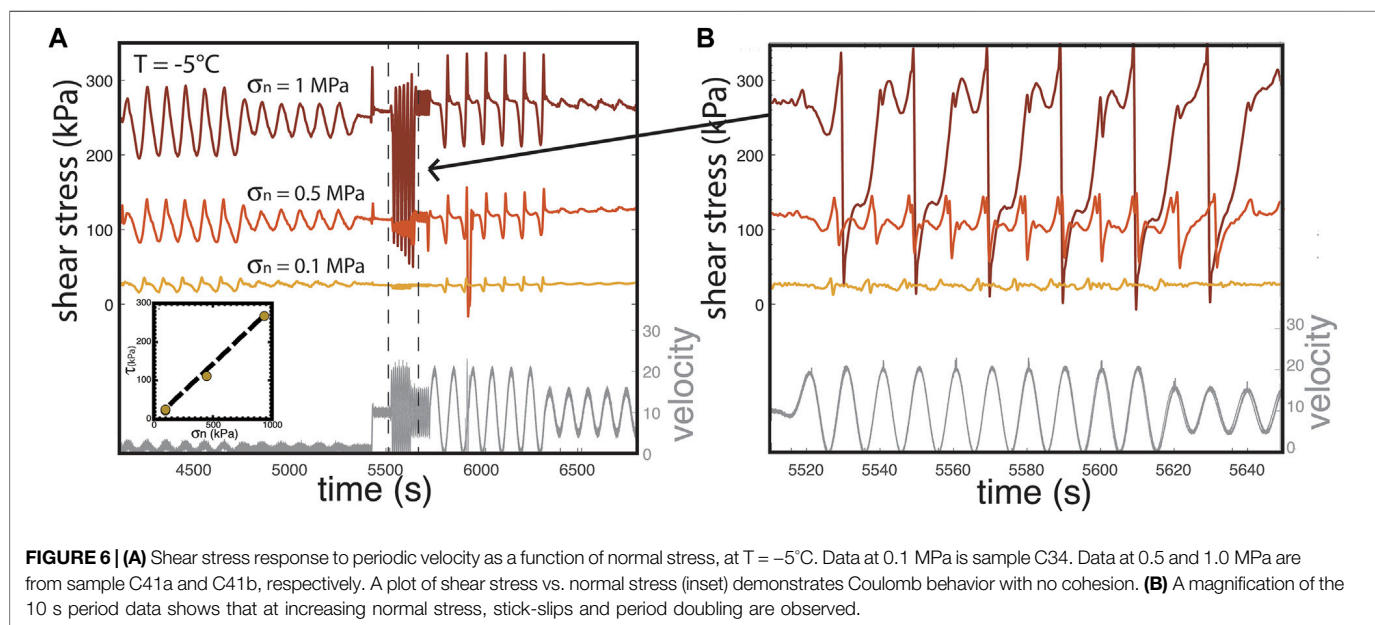 A
T = -5°C
σn = 1 MPa
σn = 0.5 MPa
σn = 0.1 MPa
shear stress (kPa)
300
200
100
0
velocity
30
20
10
0
300
200
100
0
τ(kPa)
0
500
1000
σn (kPa)
4500
5000
5500
6000
6500
time (s)
B
shear stress (kPa)
300
200
100
0
velocity
30
20
10
0
5520
5540
5560
5580
5600
5620
5640
time (s)
FIGURE 6 | (A) Shear stress response to periodic velocity as a function of normal stress, at T = −5°C. Data at 0.1 MPa is sample C34. Data at 0.5 and 1.0 MPa are
from sample C41a and C41b, respectively. A plot of shear stress vs. normal stress (inset) demonstrates Coulomb behavior with no cohesion. (B) A magnification of the
10 s period data shows that at increasing normal stress, stick-slips and period doubling are observed.